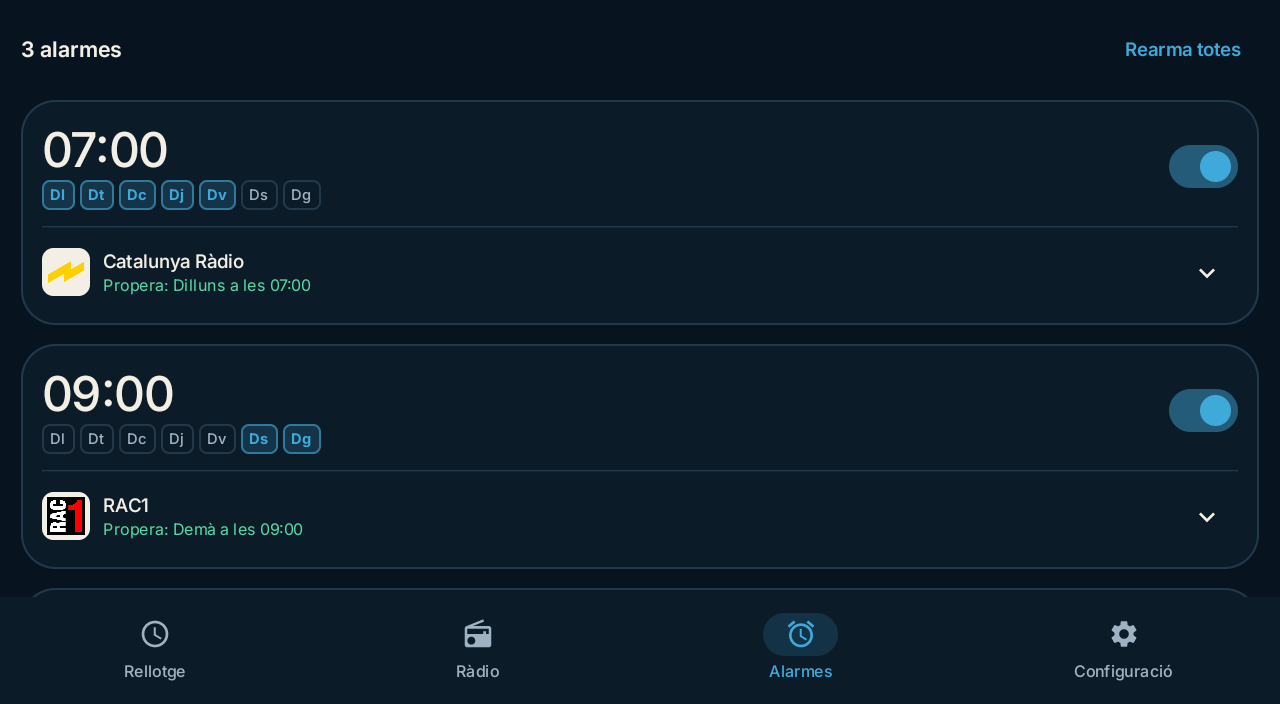 3 alarmes
Rearma totes
07:00
Dl Dt Dc Dj Dv Ds Dg
Catalunya Ràdio
Propera: Dilluns a les 07:00
09:00
Dl Dt Dc Dj Dv Ds Dg
RAC1
RAC1
Propera: Demà a les 09:00
Rellotge
Ràdio
Alarmes
Configuració